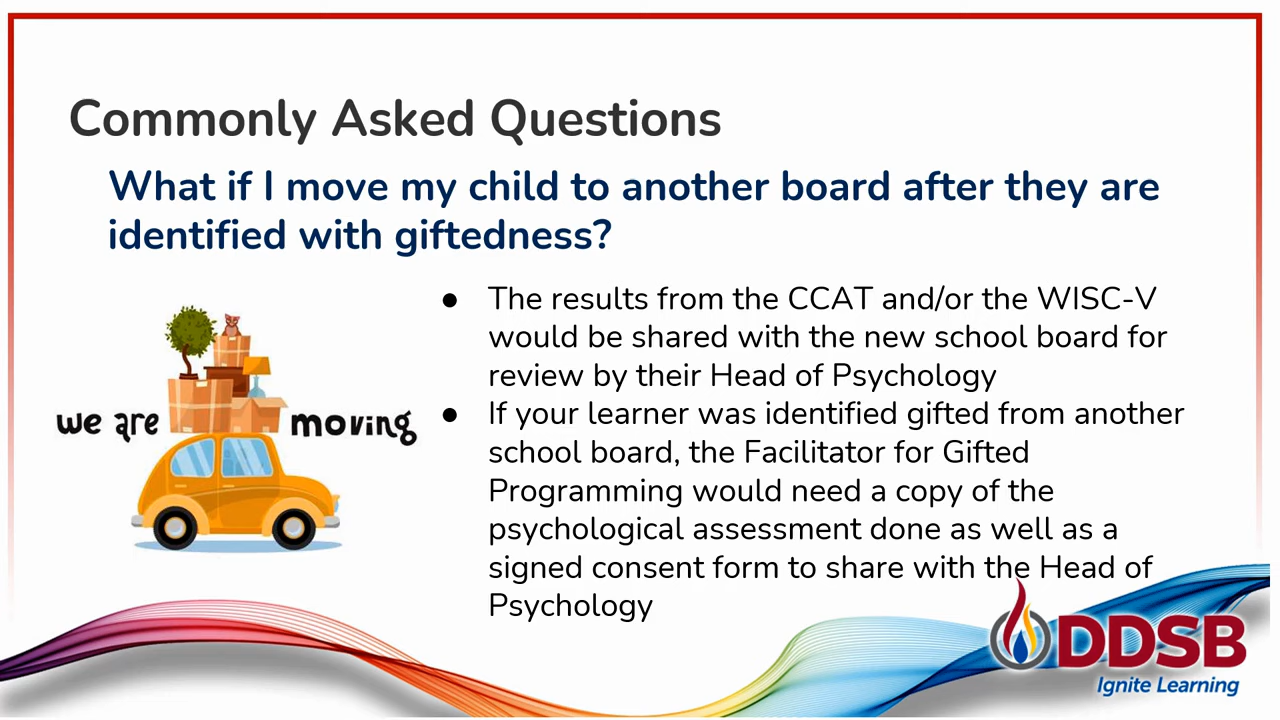 Commonly Asked Questions
What if I move my child to another board after they are
identified with giftedness?
we are moving
● The results from the CCAT and/or the WISC-V
would be shared with the new school board for
review by their Head of Psychology
● If your learner was identified gifted from another
school board, the Facilitator for Gifted
Programming would need a copy of the
psychological assessment done as well as a
signed consent form to share with the Head of
Psychology
DDSB
Ignite Learning